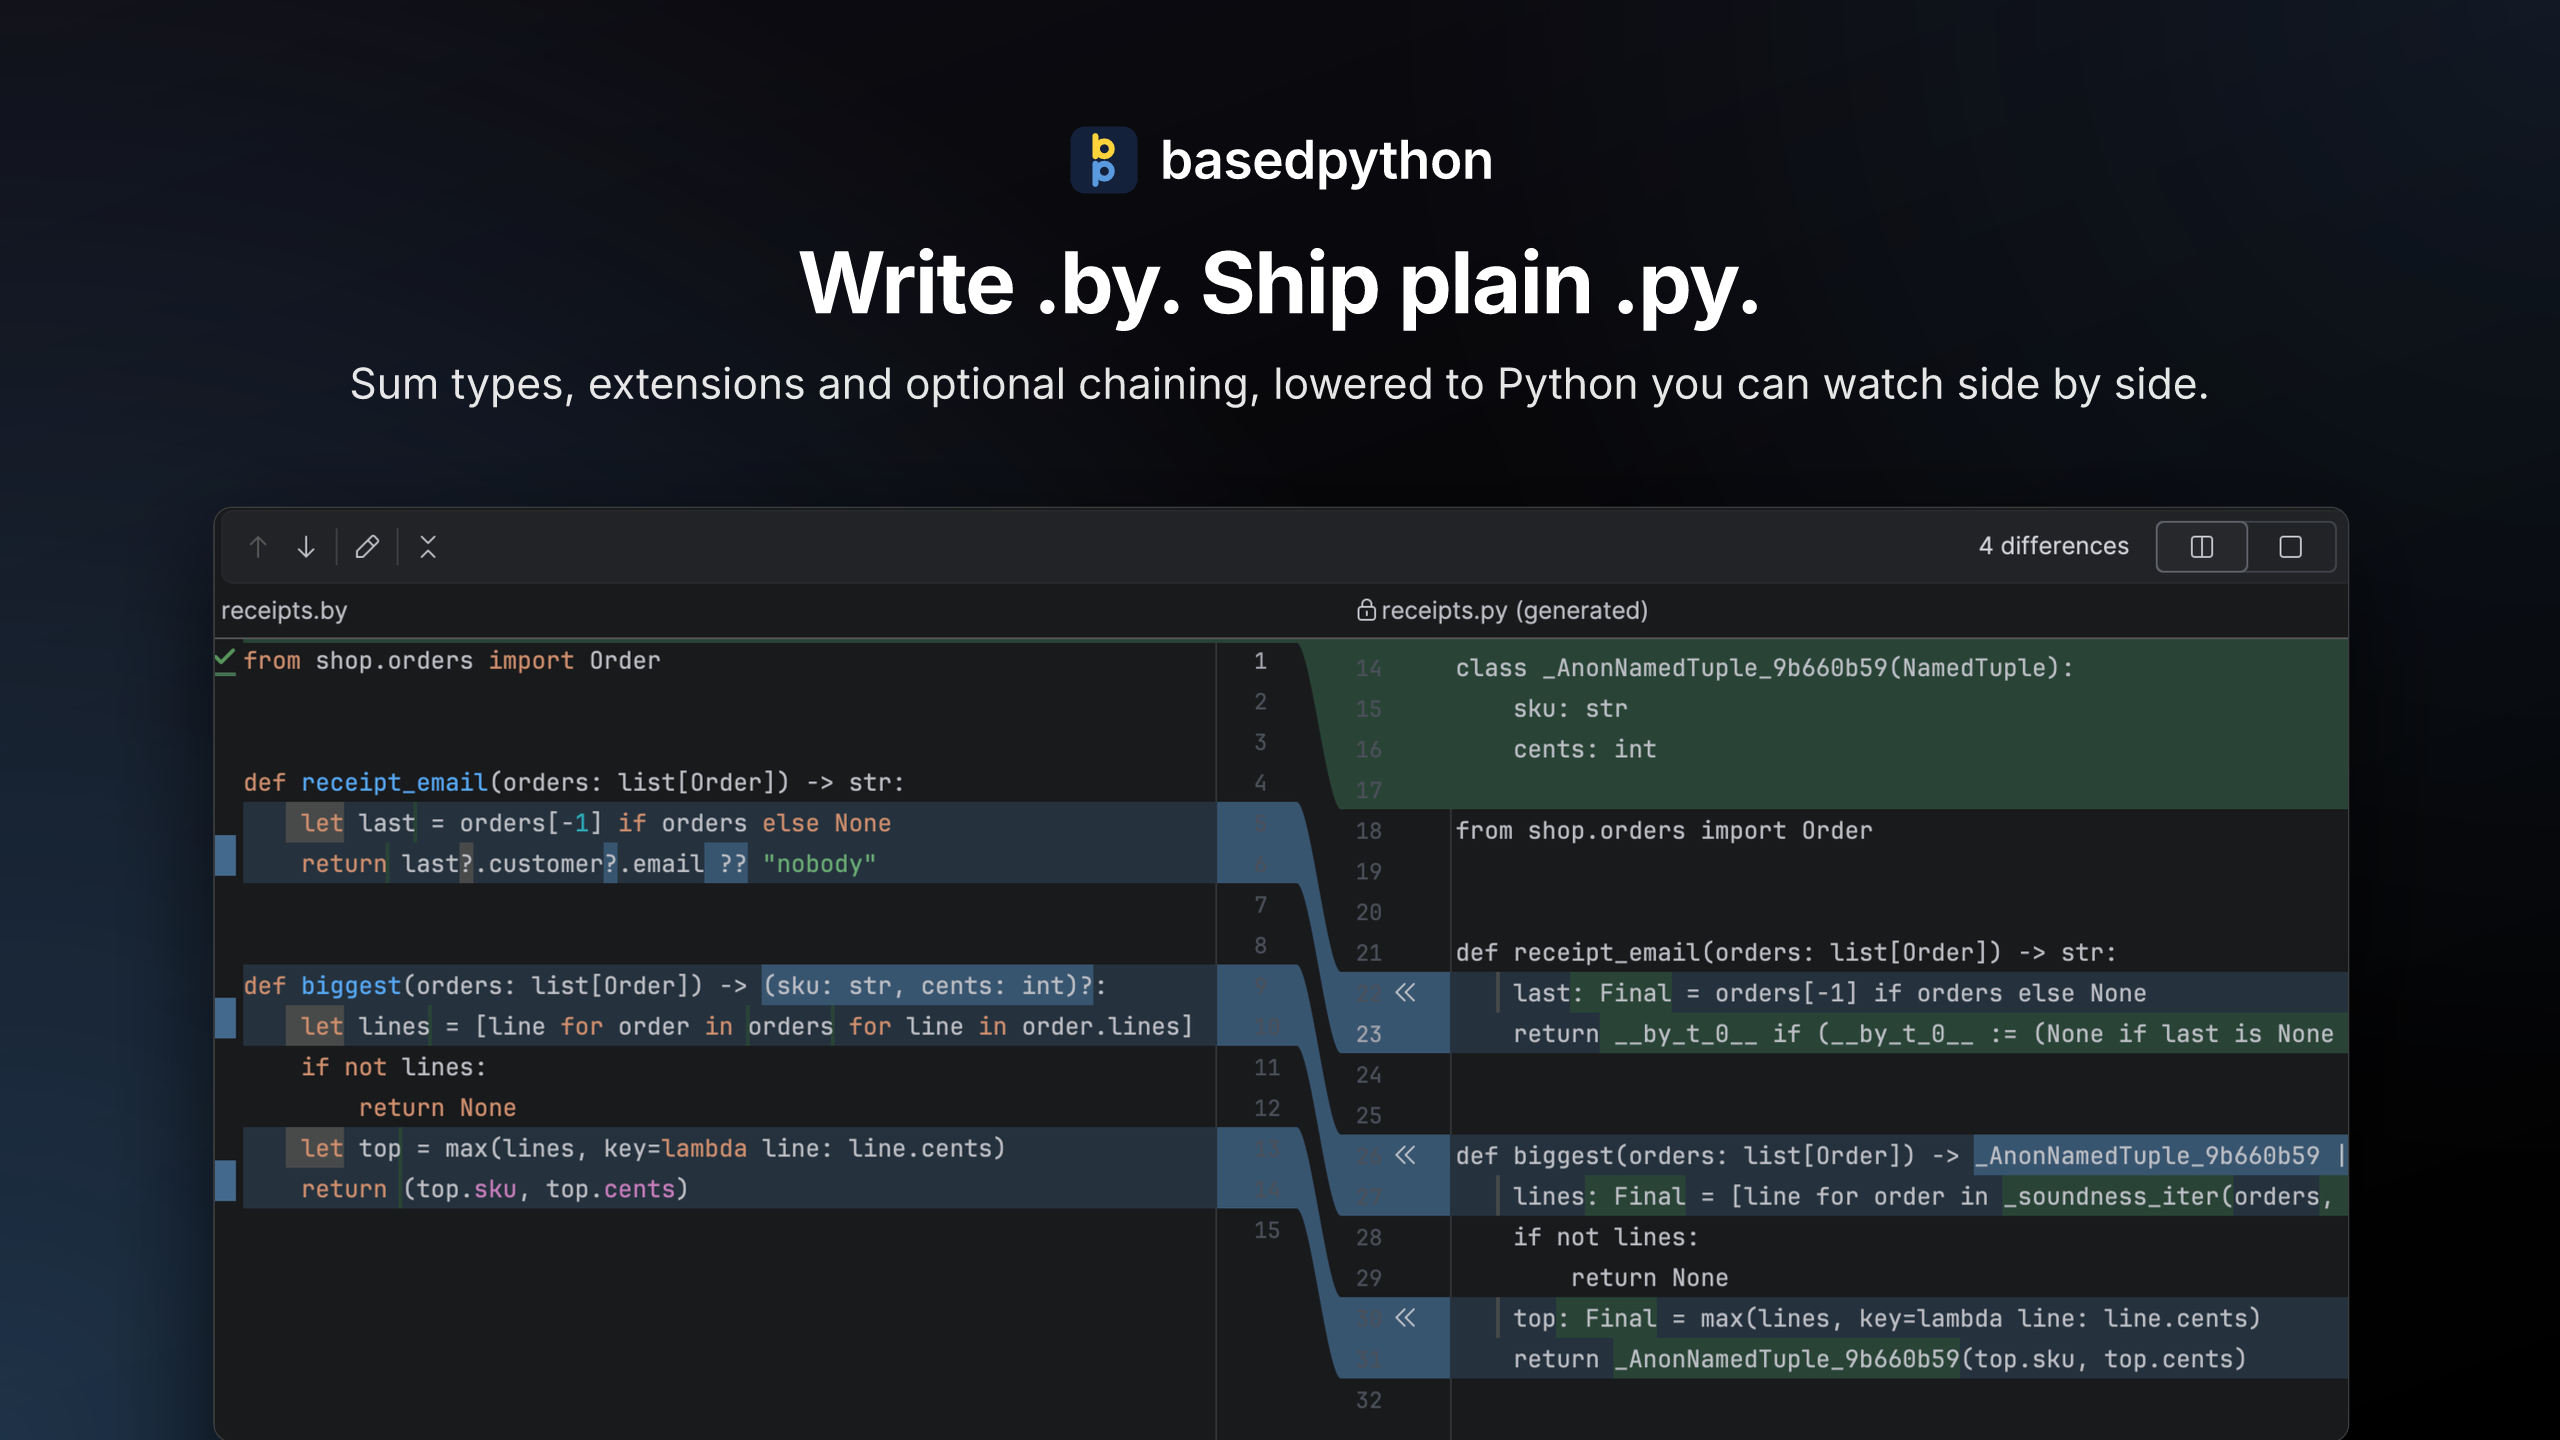 basedpython
Write .by. Ship plain .py.
Sum types, extensions and optional chaining, lowered to Python you can watch side by side.
4 differences
receipts.by
receipts.py (generated)
from shop.orders import Order
def receipt_email(orders: list[Order]) -> str:
let last = orders[-1] if orders else None
return last?.customer?.email ?? "nobody"
def biggest(orders: list[Order]) -> (sku: str, cents: int)?:
let lines = [line for order in orders for line in order.lines]
if not lines:
return None
let top = max(lines, key=lambda line: line.cents)
return (top.sku, top.cents)
1
2
3
4
7
8
11
12
15
14 class _AnonNamedTuple_9b660b59(NamedTuple):
15 sku: str
16 cents: int
17
18 from shop.orders import Order
19
20
21 def receipt_email(orders: list[Order]) -> str:
last: Final = orders[-1] if orders else None
23 return __by_t_0__ if (__by_t_0__ := (None if last is None
24
25
def biggest(orders: list[Order]) -> _AnonNamedTuple_9b660b59 |
lines: Final = [line for order in _soundness_iter(orders,
28 if not lines:
29 return None
top: Final = max(lines, key=lambda line: line.cents)
return _AnonNamedTuple_9b660b59(top.sku, top.cents)
32